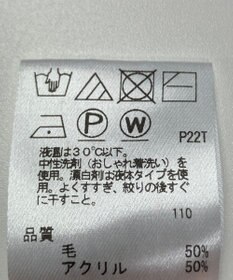 P W P22T
液温は30℃以下。
中性洗剤(おしゃれ着洗い)を
使用。漂白剤は液体タイプを使
用。よくすすぎ、絞りの後すぐ
に干すこと。
110
品質
毛 50%
アクリル 50%